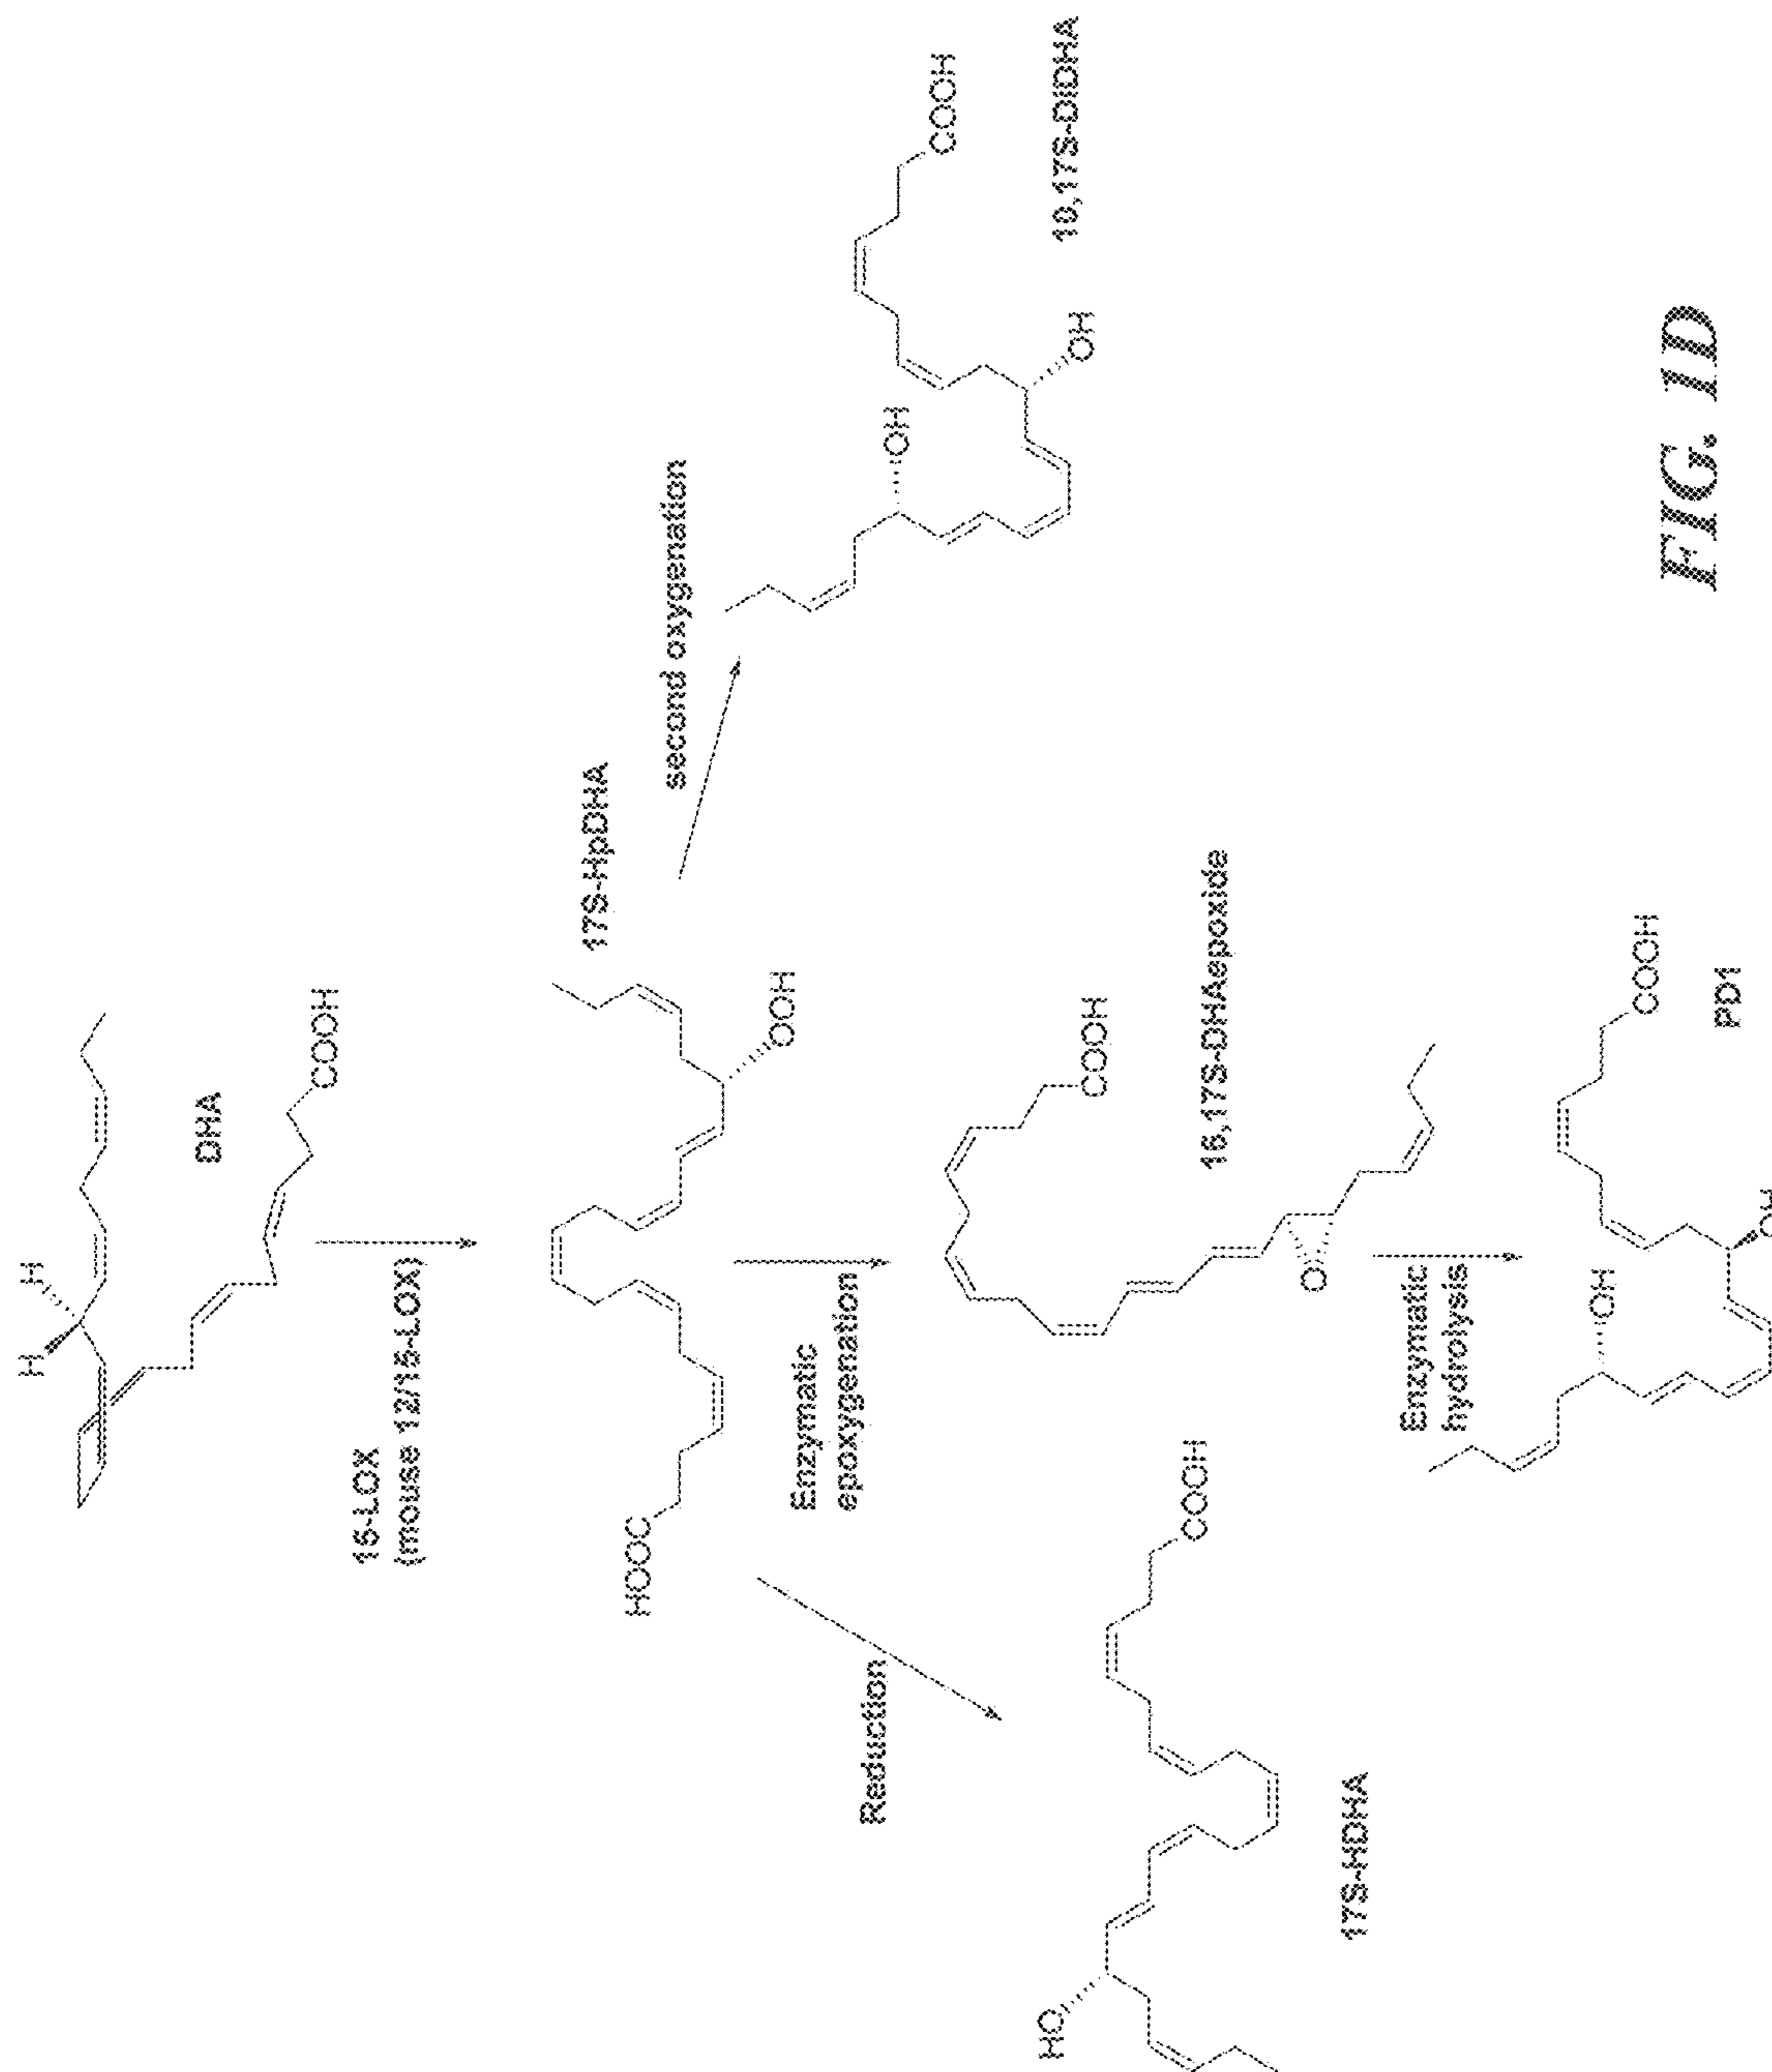 H
H
DHA
COOH
15-LOX
(mouse 12/15-LOX)
17S-HpDHA
HOOC
OOH
second oxygenation
OH
COOH
OH
10,17S-DiDHA
Reduction
Enzymatic
epoxygenation
HO
COOH
17S-HDHA
COOH
O
16,17S-DHAepoxide
Enzymatic
hydrolysis
OH
COOH
OH
PD1
FIG. 1D